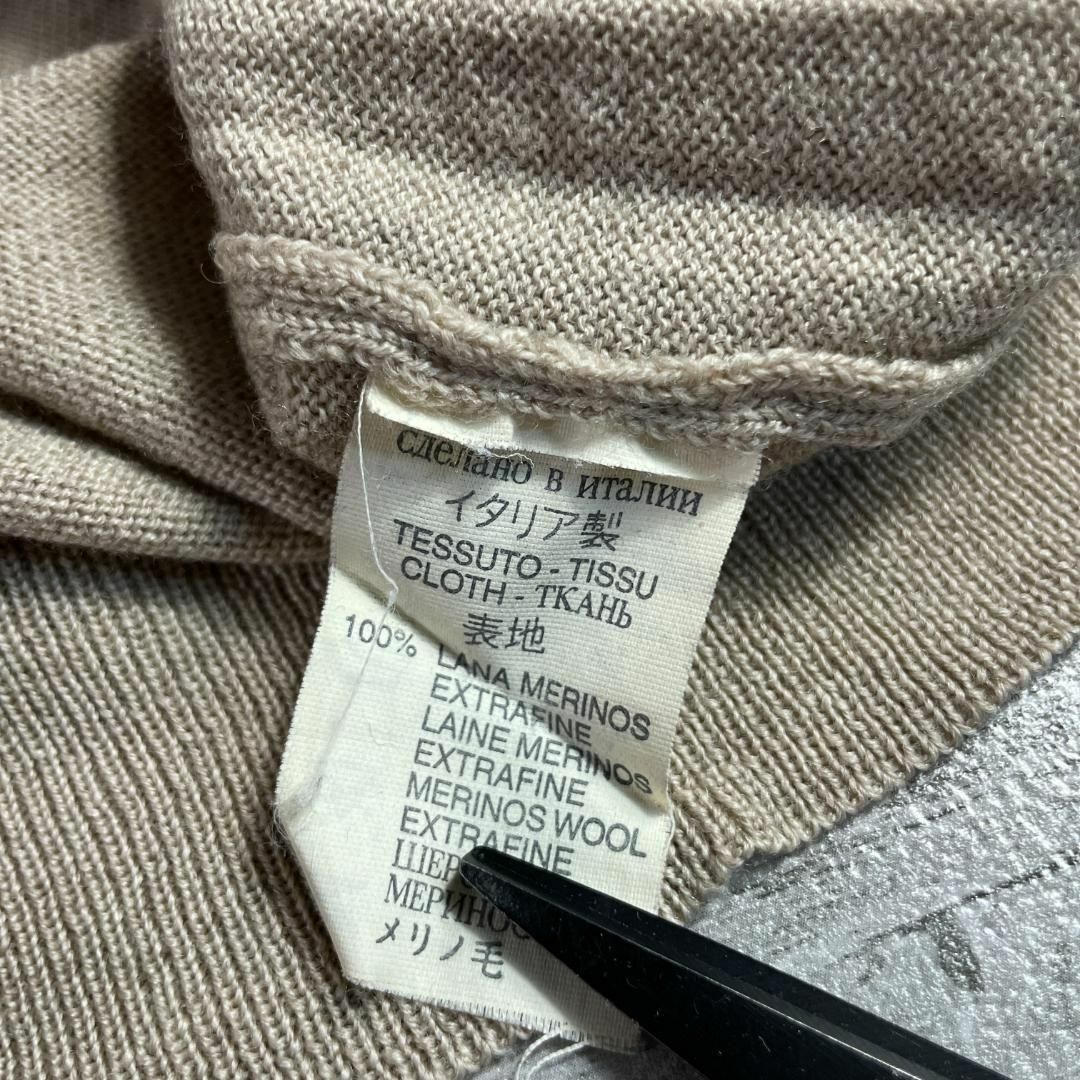 сделано в италии
イタリア製
TESSUTO - TISSU
CLOTH - ТКАНЬ
表地
100% LANA MERINOS
EXTRAFINE
LAINE MERINOS
EXTRAFINE
MERINOS WOOL
EXTRAFINE
メリノ毛